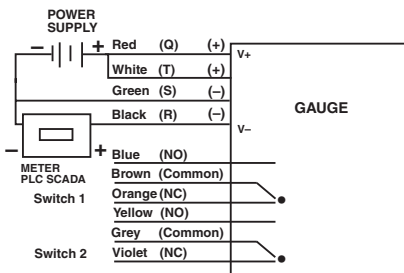 POWER
SUPPLY
– + Red (Q) (+) V+
White (T) (+)
Green (S) (–)
Black (R) (–) V–
GAUGE
– +
METER
PLC SCADA
Blue (NO)
Brown (Common)
Switch 1 Orange (NC)
Yellow (NO)
Grey (Common)
Switch 2 Violet (NC)